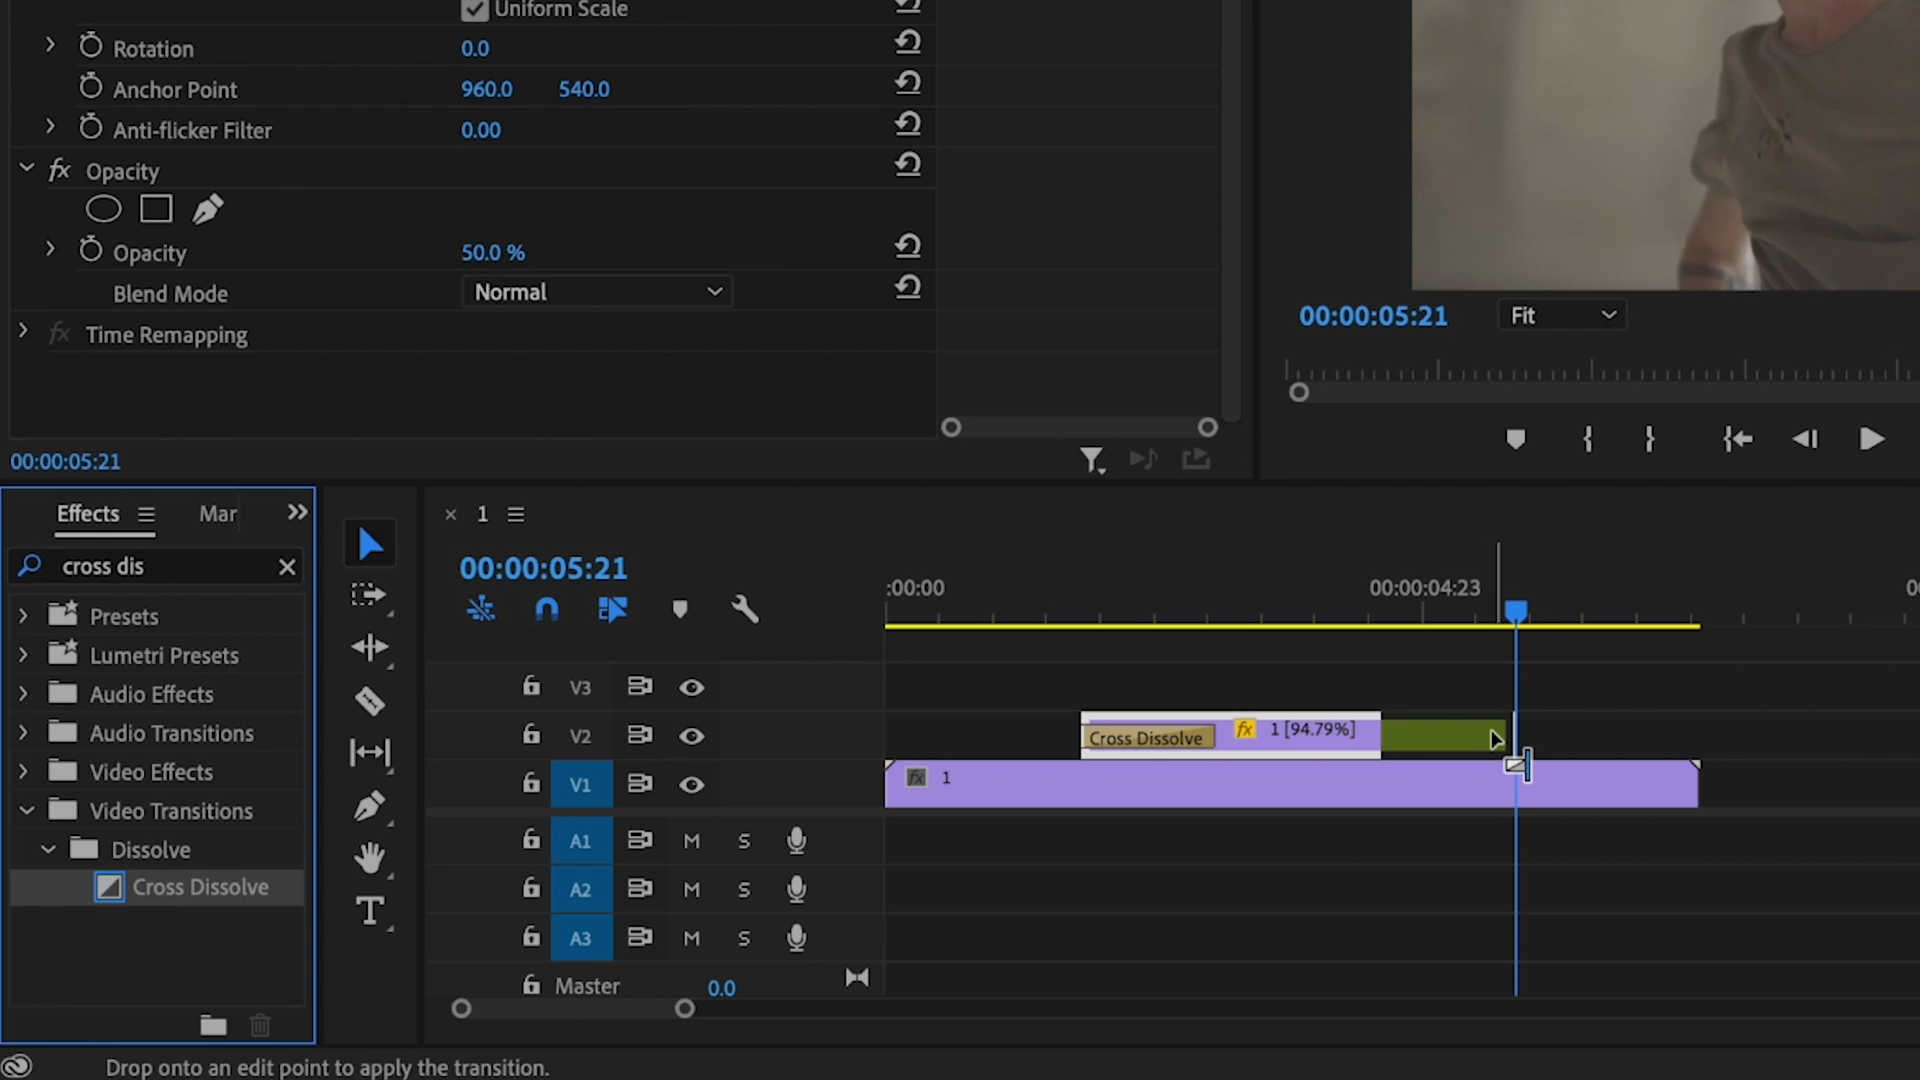 Uniform Scale
Rotation 0.0
Anchor Point 960.0 540.0
Anti-flicker Filter 0.00
fx Opacity
Opacity 50.0 %
Blend Mode Normal
fx Time Remapping
00:00:05:21
00:00:05:21 Fit
Effects Mar
cross dis
Presets
Lumetri Presets
Audio Effects
Audio Transitions
Video Effects
Video Transitions
Dissolve
Cross Dissolve
1
00:00:05:21
:00:00 00:00:04:23
V3
V2 Cross Dissolve fx 1 [94.79%]
V1 fx 1
A1 M S
A2 M S
A3 M S
Master 0.0
Drop onto an edit point to apply the transition.